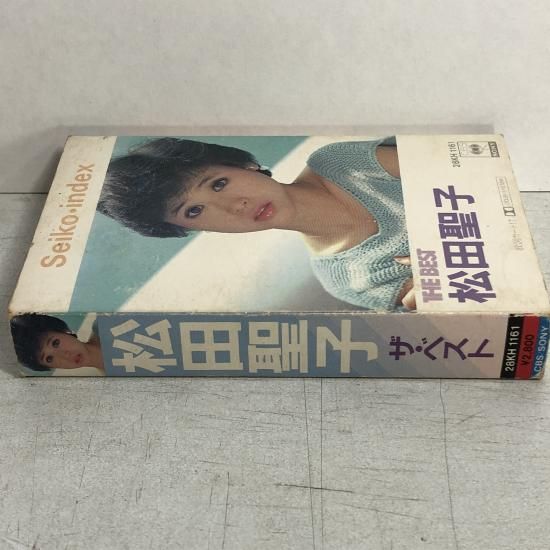 Seiko・index
28KH 1161
SONY
THE BEST
松田聖子
松田聖子
ザ・ベスト
28KH 1161
¥2,800
CBS SONY